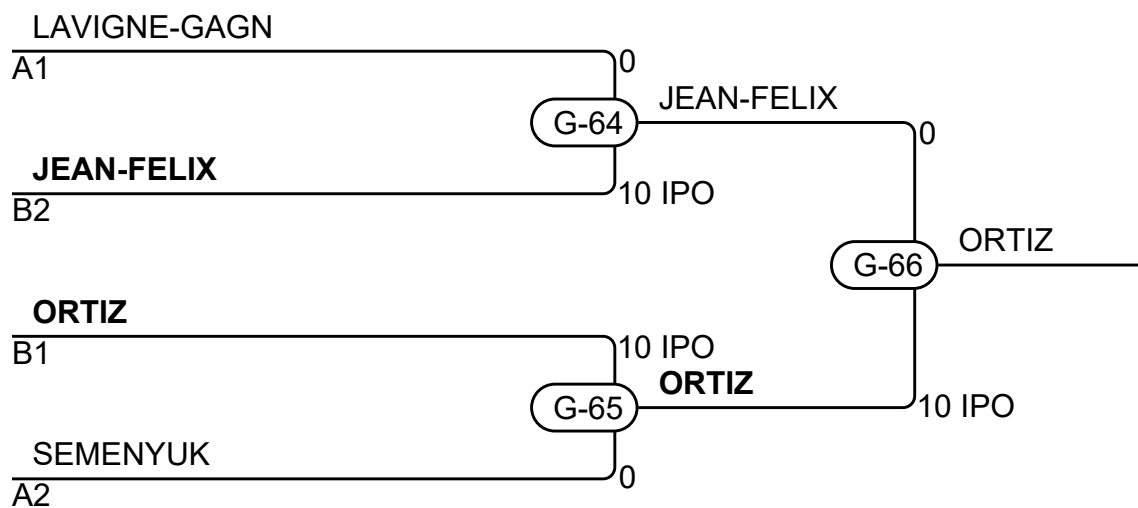 LAVIGNE-GAGN
A1
0
G-64
JEAN-FELIX
0
JEAN-FELIX
B2
10 IPO
G-66
ORTIZ
ORTIZ
B1
10 IPO
G-65
ORTIZ
10 IPO
SEMENYUK
A2
0